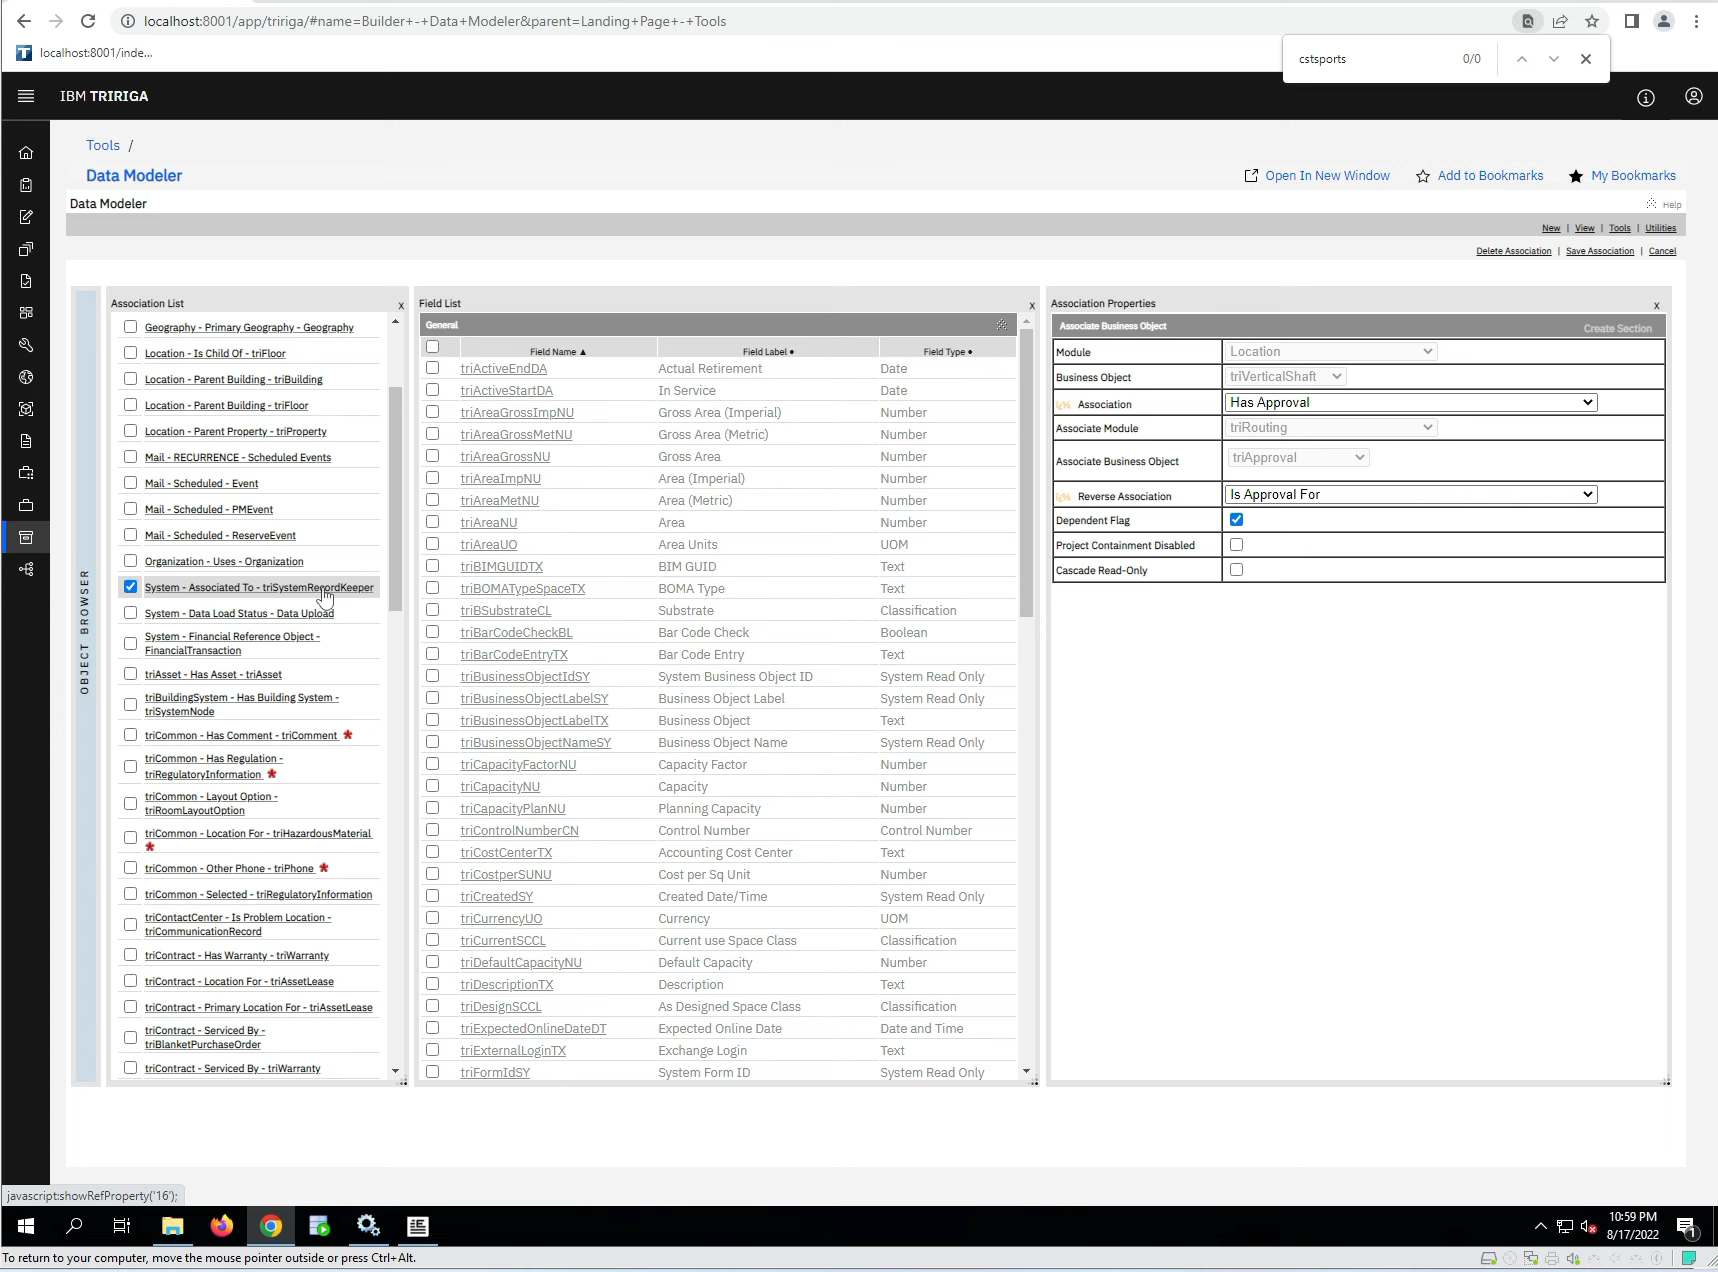 localhost:8001/app/tririga/#name=Builder+-+Data+Modeler&parent=Landing+Page+-+Tools
localhost:8001/inde...
cstsports 0/0
IBM TRIRIGA
Tools /
Data Modeler
Open In New Window Add to Bookmarks My Bookmarks
Data Modeler
Help
New | View | Tools | Utilities
Delete Association | Save Association | Cancel
OBJECT BROWSER
Association List x
Geography - Primary Geography - Geography
Location - Is Child Of - triFloor
Location - Parent Building - triBuilding
Location - Parent Building - triFloor
Location - Parent Property - triProperty
Mail - RECURRENCE - Scheduled Events
Mail - Scheduled - Event
Mail - Scheduled - PMEvent
Mail - Scheduled - ReserveEvent
Organization - Uses - Organization
System - Associated To - triSystemRecordKeeper
System - Data Load Status - Data Upload
System - Financial Reference Object -
FinancialTransaction
triAsset - Has Asset - triAsset
triBuildingSystem - Has Building System -
triSystemNode
triCommon - Has Comment - triComment *
triCommon - Has Regulation -
triRegulatoryInformation *
triCommon - Layout Option -
triRoomLayoutOption
triCommon - Location For - triHazardousMaterial
*
triCommon - Other Phone - triPhone *
triCommon - Selected - triRegulatoryInformation
triContactCenter - Is Problem Location -
triCommunicationRecord
triContract - Has Warranty - triWarranty
triContract - Location For - triAssetLease
triContract - Primary Location For - triAssetLease
triContract - Serviced By -
triBlanketPurchaseOrder
triContract - Serviced By - triWarranty
Field List x
General
Field Name ▲ Field Label ● Field Type ●
triActiveEndDA Actual Retirement Date
triActiveStartDA In Service Date
triAreaGrossImpNU Gross Area (Imperial) Number
triAreaGrossMetNU Gross Area (Metric) Number
triAreaGrossNU Gross Area Number
triAreaImpNU Area (Imperial) Number
triAreaMetNU Area (Metric) Number
triAreaNU Area Number
triAreaUO Area Units UOM
triBIMGUIDTX BIM GUID Text
triBOMATypeSpaceTX BOMA Type Text
triBSubstrateCL Substrate Classification
triBarCodeCheckBL Bar Code Check Boolean
triBarCodeEntryTX Bar Code Entry Text
triBusinessObjectIdSY System Business Object ID System Read Only
triBusinessObjectLabelSY Business Object Label System Read Only
triBusinessObjectLabelTX Business Object Text
triBusinessObjectNameSY Business Object Name System Read Only
triCapacityFactorNU Capacity Factor Number
triCapacityNU Capacity Number
triCapacityPlanNU Planning Capacity Number
triControlNumberCN Control Number Control Number
triCostCenterTX Accounting Cost Center Text
triCostperSUNU Cost per Sq Unit Number
triCreatedSY Created Date/Time System Read Only
triCurrencyUO Currency UOM
triCurrentSCCL Current use Space Class Classification
triDefaultCapacityNU Default Capacity Number
triDescriptionTX Description Text
triDesignSCCL As Designed Space Class Classification
triExpectedOnlineDateDT Expected Online Date Date and Time
triExternalLoginTX Exchange Login Text
triFormIdSY System Form ID System Read Only
Association Properties x
Associate Business Object Create Section
Module Location
Business Object triVerticalShaft
Association Has Approval
Associate Module triRouting
Associate Business Object triApproval
Reverse Association Is Approval For
Dependent Flag
Project Containment Disabled
Cascade Read-Only
javascript:showRefProperty('16');
10:59 PM
8/17/2022
1
To return to your computer, move the mouse pointer outside or press Ctrl+Alt.